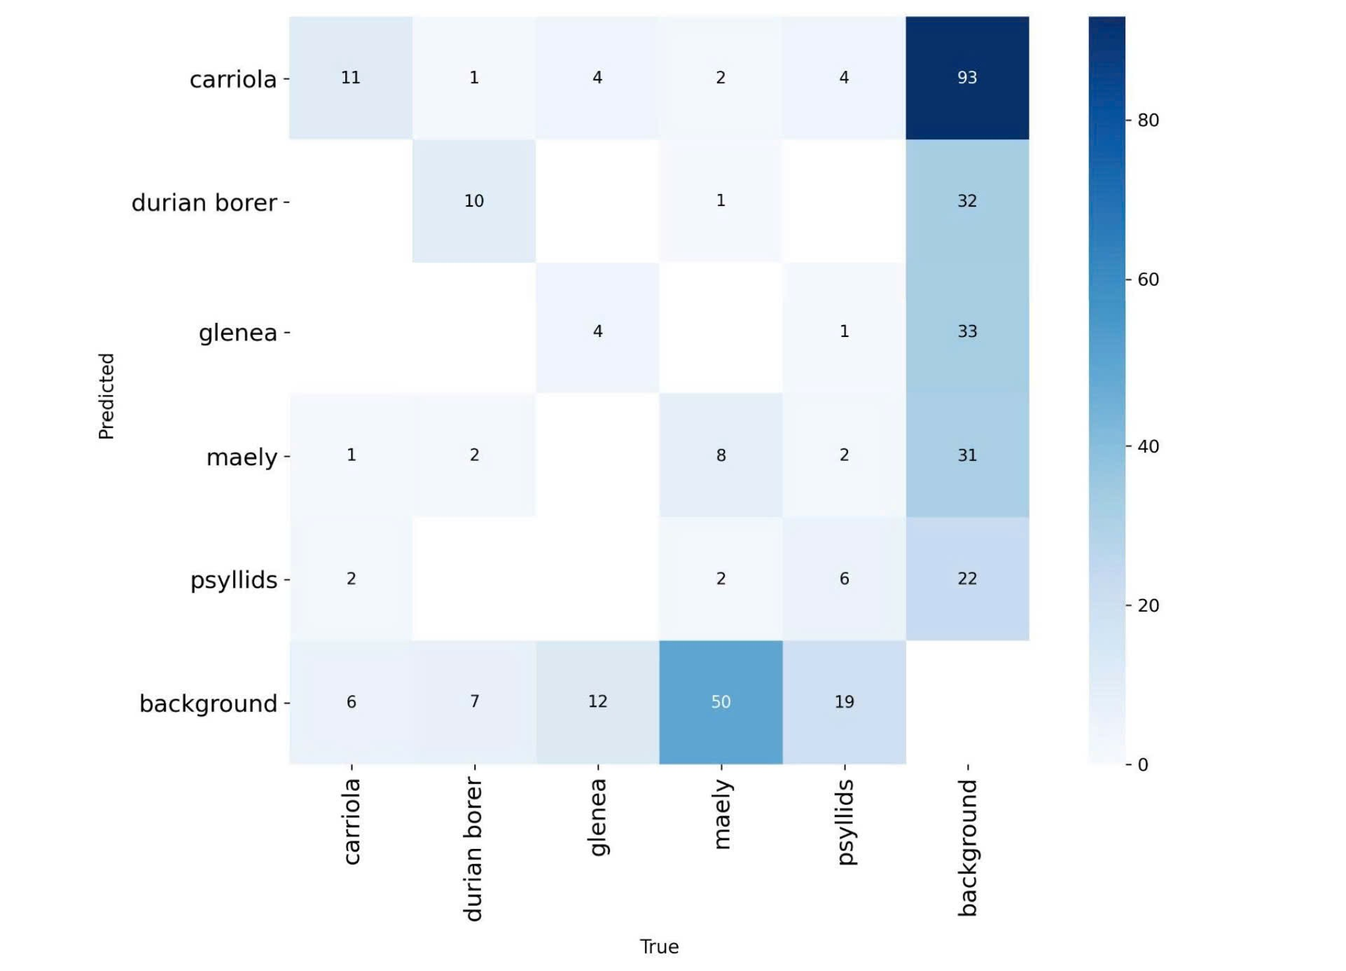 carriola 11 1 4 2 4 93
durian borer 10 1 32
glenea 4 1 33
maely 1 2 8 2 31
psyllids 2 2 6 22
background 6 7 12 50 19
carriola durian borer glenea maely psyllids background
Predicted
True
80
60
40
20
0